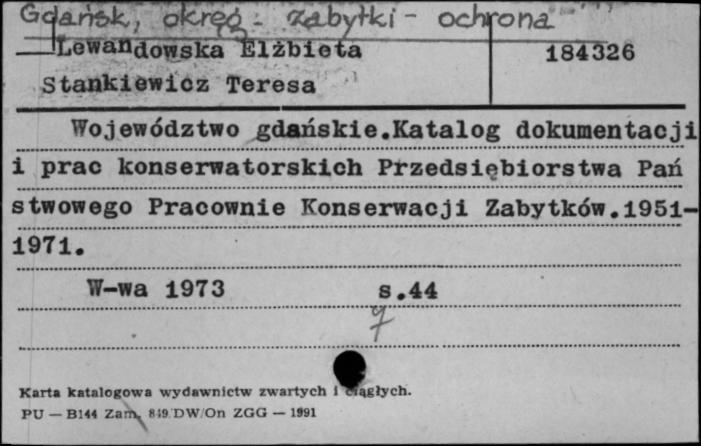 Gdańsk, okręg - zabytki - ochrona
Lewandowska Elżbieta 184326
Stankiewicz Teresa
Województwo gdańskie.Katalog dokumentacji
i prac konserwatorskich Przedsiębiorstwa Pań
stwowego Pracownie Konserwacji Zabytków.1951-
1971.
W-wa 1973 s.44
Karta katalogowa wydawnictw zwartych i ciągłych.
PU — B144 Zam. 849 DW/On ZGG — 1991